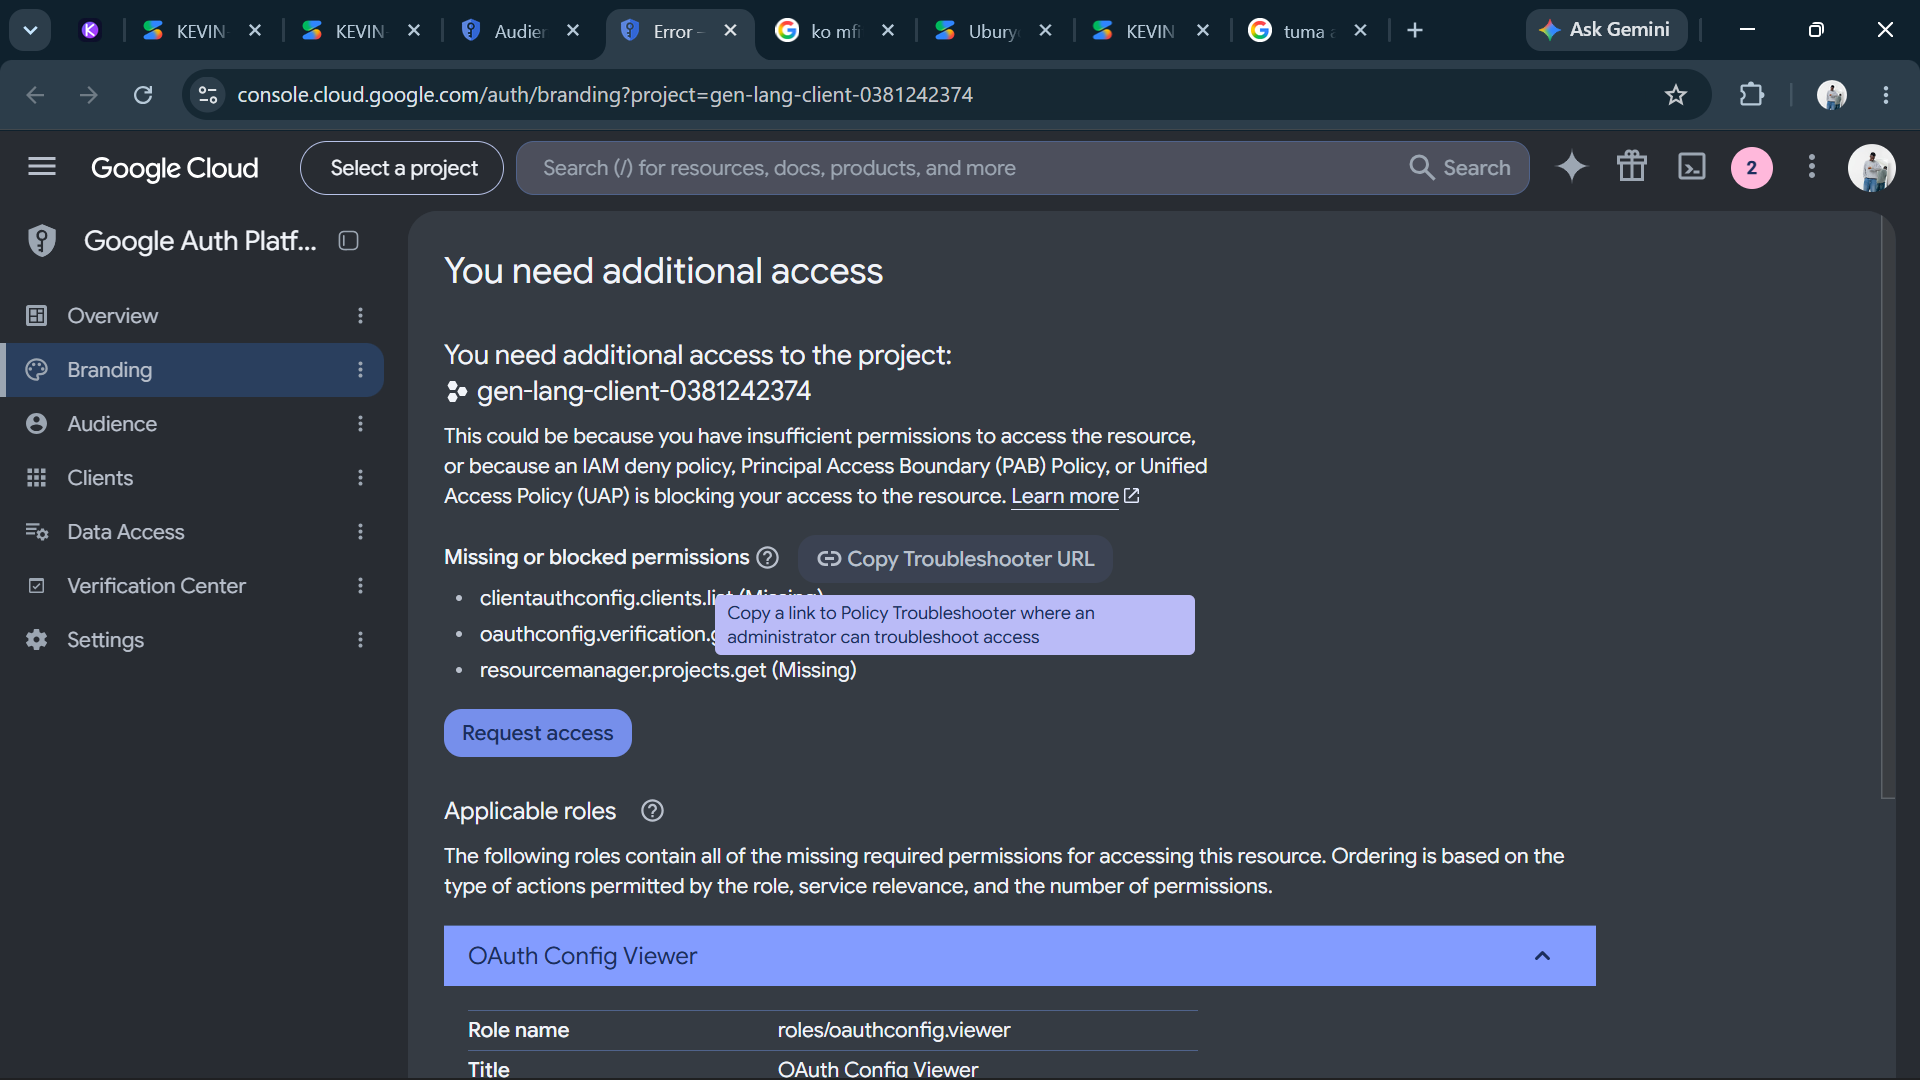 KEVIN
KEVIN
Audier
Error -
ko mfi
Ubury
KEVIN
tuma
Ask Gemini
console.cloud.google.com/auth/branding?project=gen-lang-client-0381242374
Google Cloud
Select a project
Search (/) for resources, docs, products, and more
Search
2
Google Auth Platf...
Overview
Branding
Audience
Clients
Data Access
Verification Center
Settings
You need additional access
You need additional access to the project:
gen-lang-client-0381242374
This could be because you have insufficient permissions to access the resource,
or because an IAM deny policy, Principal Access Boundary (PAB) Policy, or Unified
Access Policy (UAP) is blocking your access to the resource. Learn more
Missing or blocked permissions
Copy Troubleshooter URL
clientauthconfig.clients.list (Missing)
Copy a link to Policy Troubleshooter where an
administrator can troubleshoot access
oauthconfig.verification.g
resourcemanager.projects.get (Missing)
Request access
Applicable roles
The following roles contain all of the missing required permissions for accessing this resource. Ordering is based on the
type of actions permitted by the role, service relevance, and the number of permissions.
OAuth Config Viewer
Role name roles/oauthconfig.viewer
Title OAuth Config Viewer